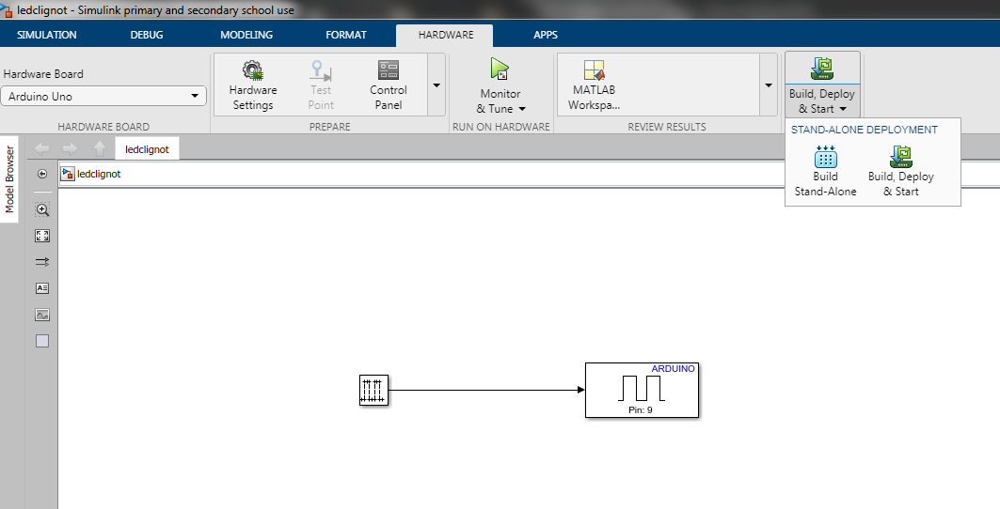 ledclignot - Simulink primary and secondary school use
SIMULATION DEBUG MODELING FORMAT HARDWARE APPS
Hardware Board
Arduino Uno
HARDWARE BOARD
Hardware
Settings
Test
Point
Control
Panel
PREPARE
Monitor
& Tune
RUN ON HARDWARE
MATLAB
Workspa...
REVIEW RESULTS
Build, Deploy
& Start
STAND-ALONE DEPLOYMENT
Build
Stand-Alone
Build, Deploy
& Start
Model Browser
ledclignot
ledclignot
ARDUINO
Pin: 9